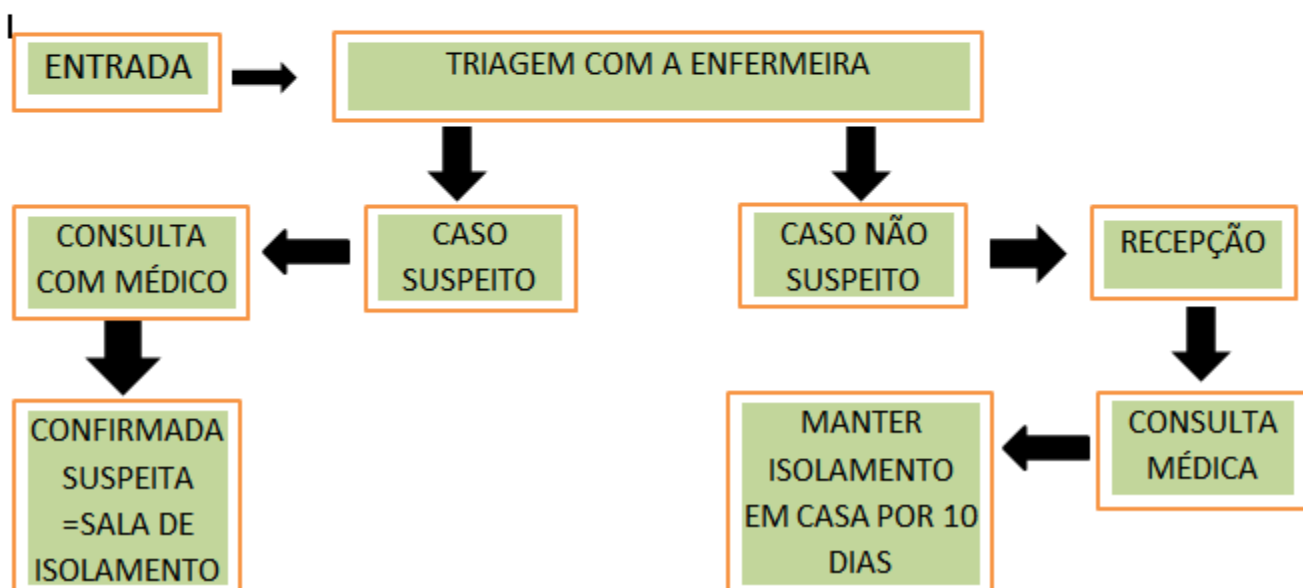 ENTRADA
TRIAGEM COM A ENFERMEIRA
CONSULTA
COM MÉDICO
CASO
SUSPEITO
CASO NÃO
SUSPEITO
RECEPÇÃO
CONFIRMADA
SUSPEITA
=SALA DE
ISOLAMENTO
MANTER
ISOLAMENTO
EM CASA POR 10
DIAS
CONSULTA
MÉDICA